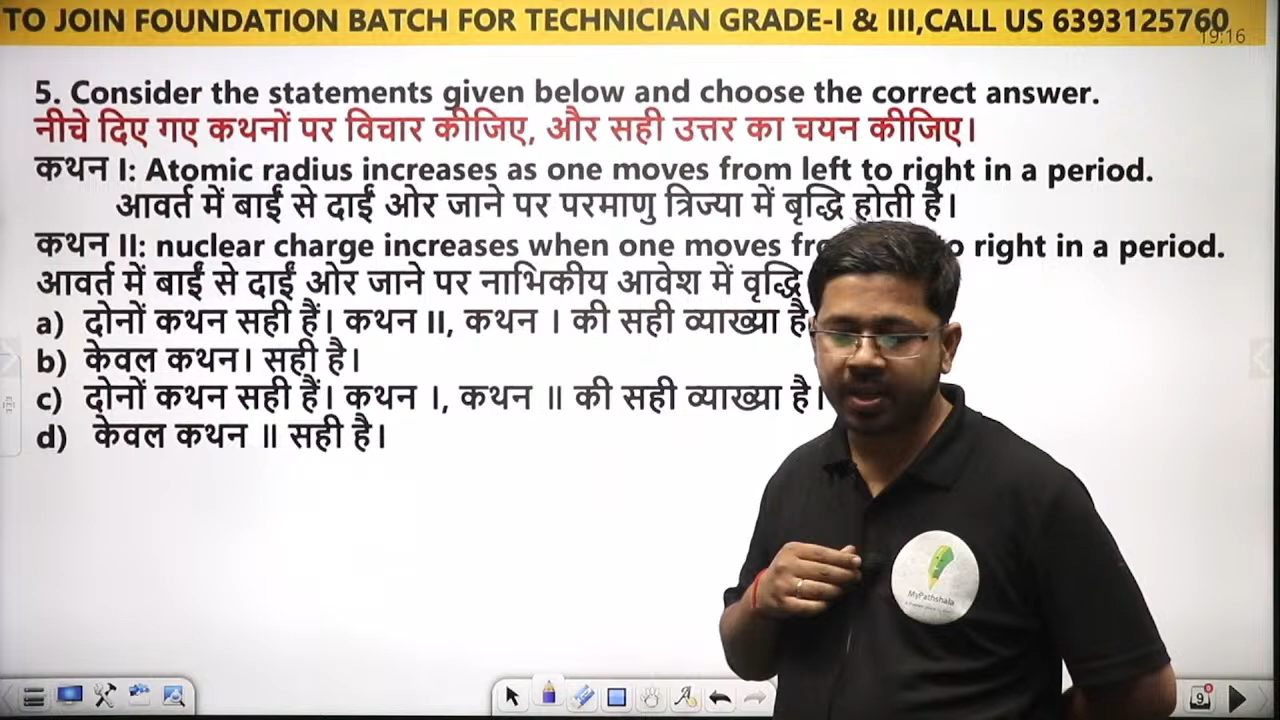 TO JOIN FOUNDATION BATCH FOR TECHNICIAN GRADE-I & III,CALL US 6393125760
19:16
5. Consider the statements given below and choose the correct answer.
नीचे दिए गए कथनों पर विचार कीजिए, और सही उत्तर का चयन कीजिए।
कथन I: Atomic radius increases as one moves from left to right in a period.
आवर्त में बाईं से दाईं ओर जाने पर परमाणु त्रिज्या में बृद्धि होती है।
कथन II: nuclear charge increases when one moves to right in a period.
आवर्त में बाईं से दाईं ओर जाने पर नाभिकीय आवेश में वृद्धि
a) दोनों कथन सही हैं। कथन II, कथन । की सही व्याख्या है
b) केवल कथन। सही है।
c) दोनों कथन सही हैं। कथन ।, कथन ॥ की सही व्याख्या है।
d) केवल कथन ॥ सही है।
MyPathshala
9